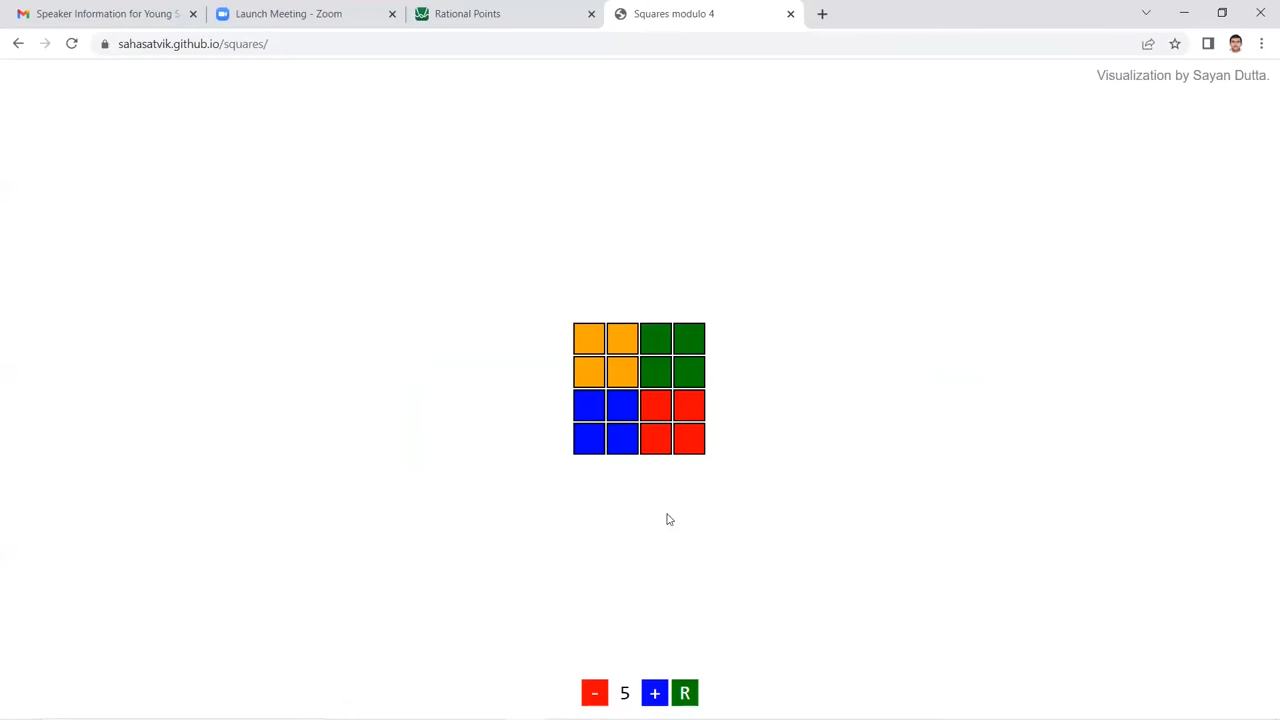 Speaker Information for Young S
Launch Meeting - Zoom
Rational Points
Squares modulo 4
sahasatvik.github.io/squares/
Visualization by Sayan Dutta.
- 5 + R